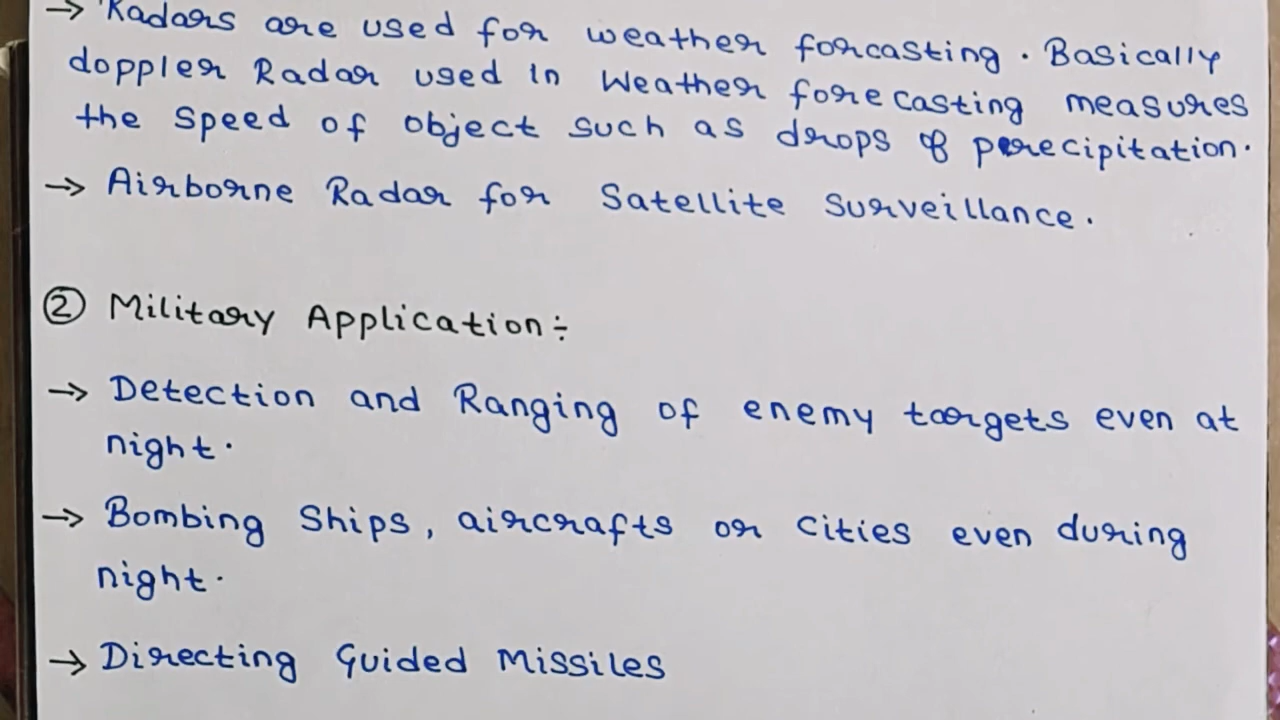 → Radars are used for weather forcasting. Basically
doppler Radar used in Weather forecasting measures
the speed of object such as drops of precipitation.
→ Airborne Radar for Satellite Surveillance.
② Military Application ÷
→ Detection and Ranging of enemy targets even at
night.
→ Bombing Ships, aircrafts or Cities even during
night.
→ Directing Guided Missiles